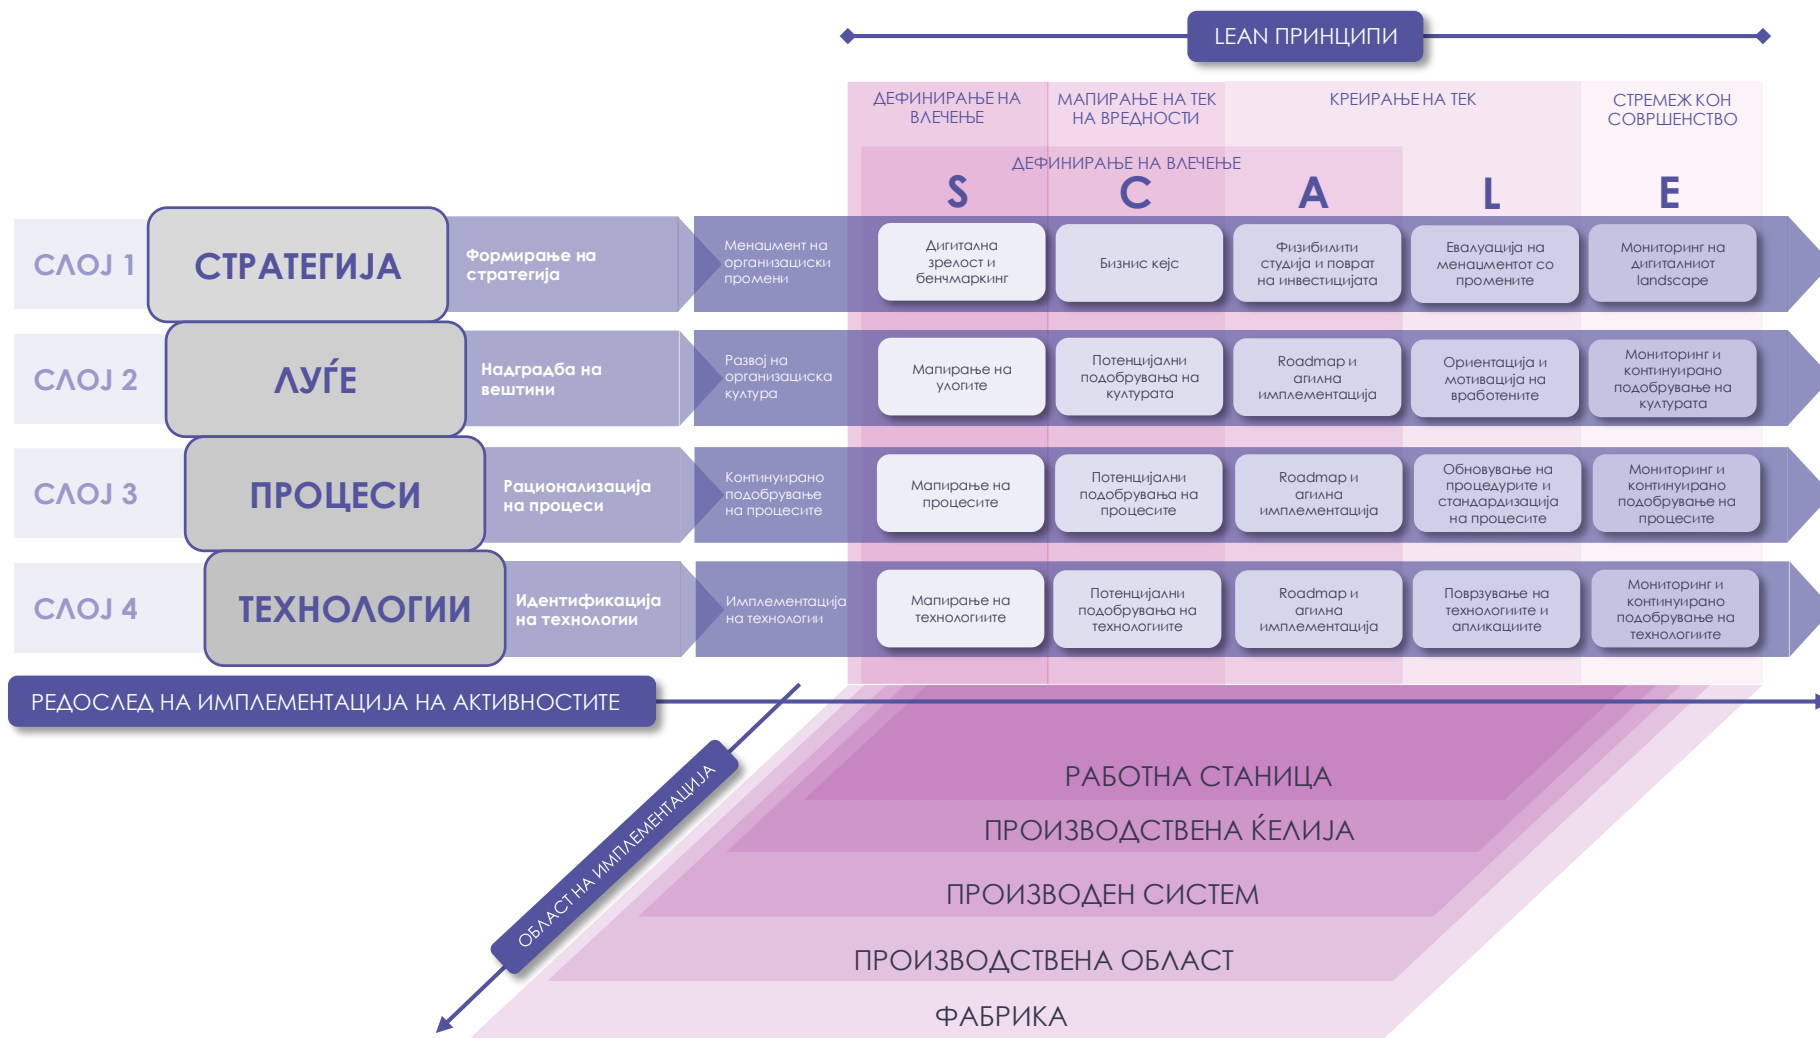 LEAN ПРИНЦИПИ
ДЕФИНИРАЊЕ НА
ВЛЕЧЕЊЕ
МАПИРАЊЕ НА ТЕК
НА ВРЕДНОСТИ
КРЕИРАЊЕ НА ТЕК
СТРЕМЕЖ КОН
СОВРШЕНСТВО
ДЕФИНИРАЊЕ НА ВЛЕЧЕЊЕ
S
C
A
L
E
СЛОЈ 1
СТРАТЕГИЈА
Формирање на
стратегија
Менаџмент на
организациски
промени
Дигитална
зрелост и
бенчмаркинг
Бизнис кејс
Физибилити
студија и поврат
на инвестицијата
Евалуација на
менаџментот со
промените
Мониторинг на
дигиталниот
landscape
СЛОЈ 2
ЛУЃЕ
Надградба на
вештини
Развој на
организациска
култура
Мапирање на
улогите
Потенцијални
подобрувања на
културата
Roadmap и
агилна
имплементација
Ориентација и
мотивација на
вработените
Мониторинг и
континуирано
подобрување на
културата
СЛОЈ 3
ПРОЦЕСИ
Рационализација
на процеси
Континуирано
подобрување
на процесите
Мапирање на
процесите
Потенцијални
подобрувања на
процесите
Roadmap и
агилна
имплементација
Обновување на
процедурите и
стандардизација
на процесите
Мониторинг и
континуирано
подобрување на
процесите
СЛОЈ 4
ТЕХНОЛОГИИ
Идентификација
на технологии
Имплементација
на технологии
Мапирање на
технологиите
Потенцијални
подобрувања на
технологиите
Roadmap и
агилна
имплементација
Поврзување на
технологиите и
апликациите
Мониторинг и
континуирано
подобрување на
технологиите
РЕДОСЛЕД НА ИМПЛЕМЕНТАЦИЈА НА АКТИВНОСТИТЕ
ОБЛАСТ НА ИМПЛЕМЕНТАЦИЈА
РАБОТНА СТАНИЦА
ПРОИЗВОДСТВЕНА ЌЕЛИЈА
ПРОИЗВОДЕН СИСТЕМ
ПРОИЗВОДСТВЕНА ОБЛАСТ
ФАБРИКА